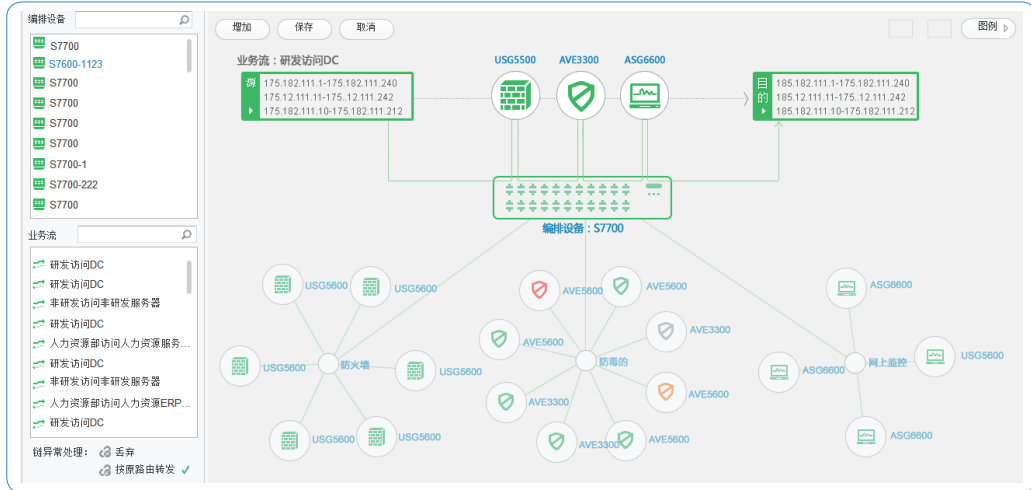 编排设备
S7700
S7600-1123
S7700
S7700
S7700
S7700
S7700-1
S7700-222
S7700
业务流
研发访问DC
研发访问DC
非研发访问非研发服务器
研发访问DC
人力资源部访问人力资源服务...
研发访问DC
非研发访问非研发服务器
人力资源部访问人力资源ERP...
研发访问DC
链异常处理： 丢弃
按原路由转发
增加 保存 取消 图例
业务流：研发访问DC
USG5500 AVE3300 ASG6600
源
175.182.111.1-175.182.111.240
175.12.111.11-175..12.111.242
175.182.111.10-175.182.111.212
目的
185.182.111.1-175.182.111.240
185.12.11.11-175..12.111.242
185.182.111.10-175.182.111.212
编排设备：S7700
USG5600 USG5600
USG5600 防火墙 USG5600
USG5600 USG5600
AVE5600 AVE5600
AVE5600 AVE3300
防毒的
AVE3300 AVE5600
AVE3300 AVE5600
ASG6600
网上监控 USG5600
ASG6600
ASG6600